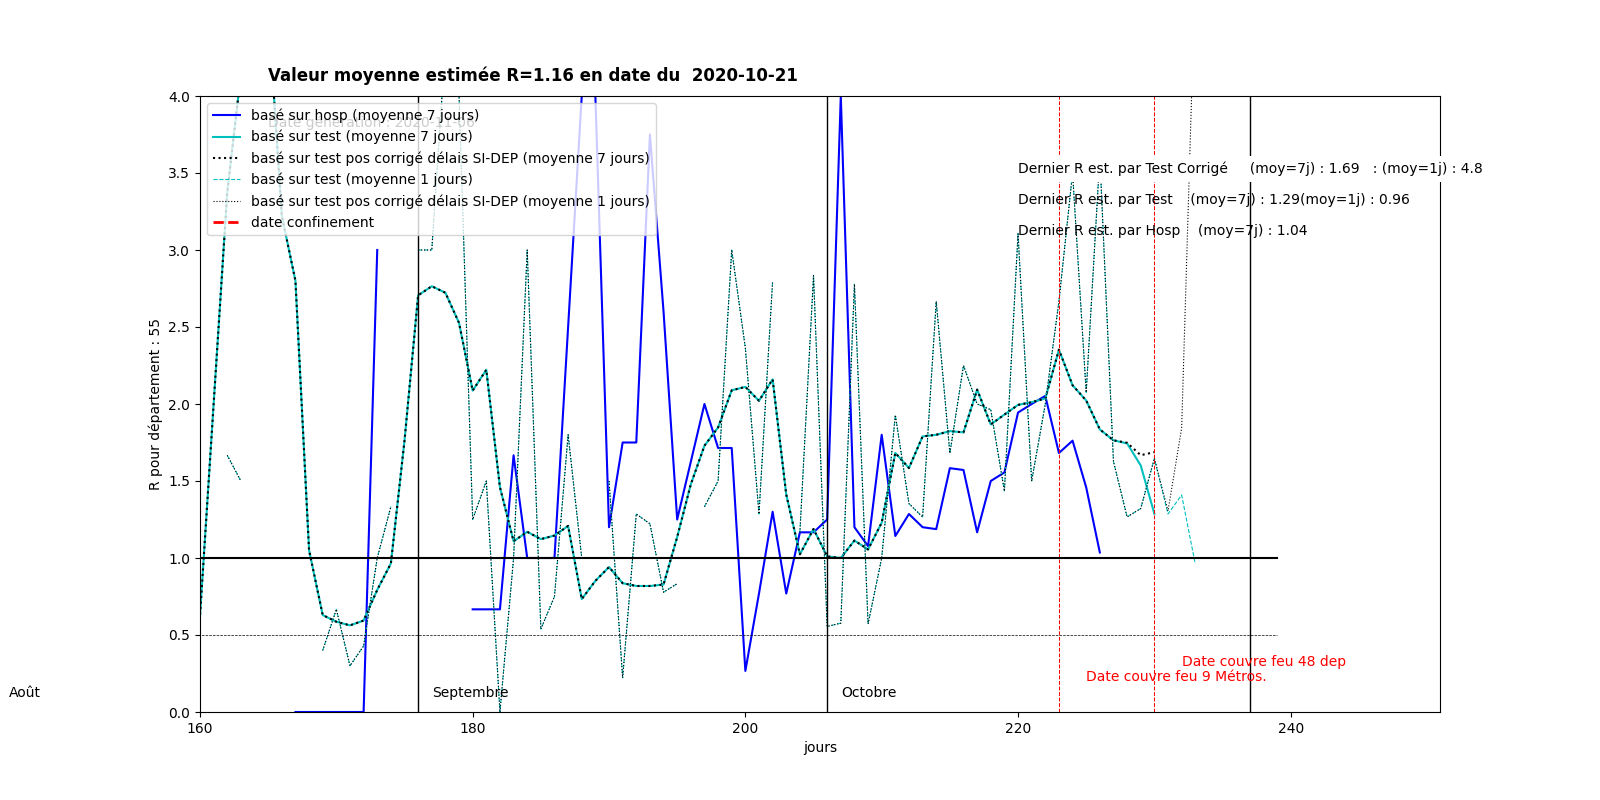 Valeur moyenne estimée R=1.16 en date du  2020-10-21
Date génération : 2020-11-06
basé sur hosp (moyenne 7 jours)
basé sur test (moyenne 7 jours)
basé sur test pos corrigé délais SI-DEP (moyenne 7 jours)
basé sur test (moyenne 1 jours)
basé sur test pos corrigé délais SI-DEP (moyenne 1 jours)
date confinement
Dernier R est. par Test Corrigé     (moy=7j) : 1.69   : (moy=1j) : 4.8
Dernier R est. par Test    (moy=7j) : 1.29(moy=1j) : 0.96
Dernier R est. par Hosp    (moy=7j) : 1.04
R pour département : 55
4.0
3.5
3.0
2.5
2.0
1.5
1.0
0.5
0.0
Date couvre feu 48 dep
Date couvre feu 9 Métros.
Août
Septembre
Octobre
160
180
200
220
240
jours